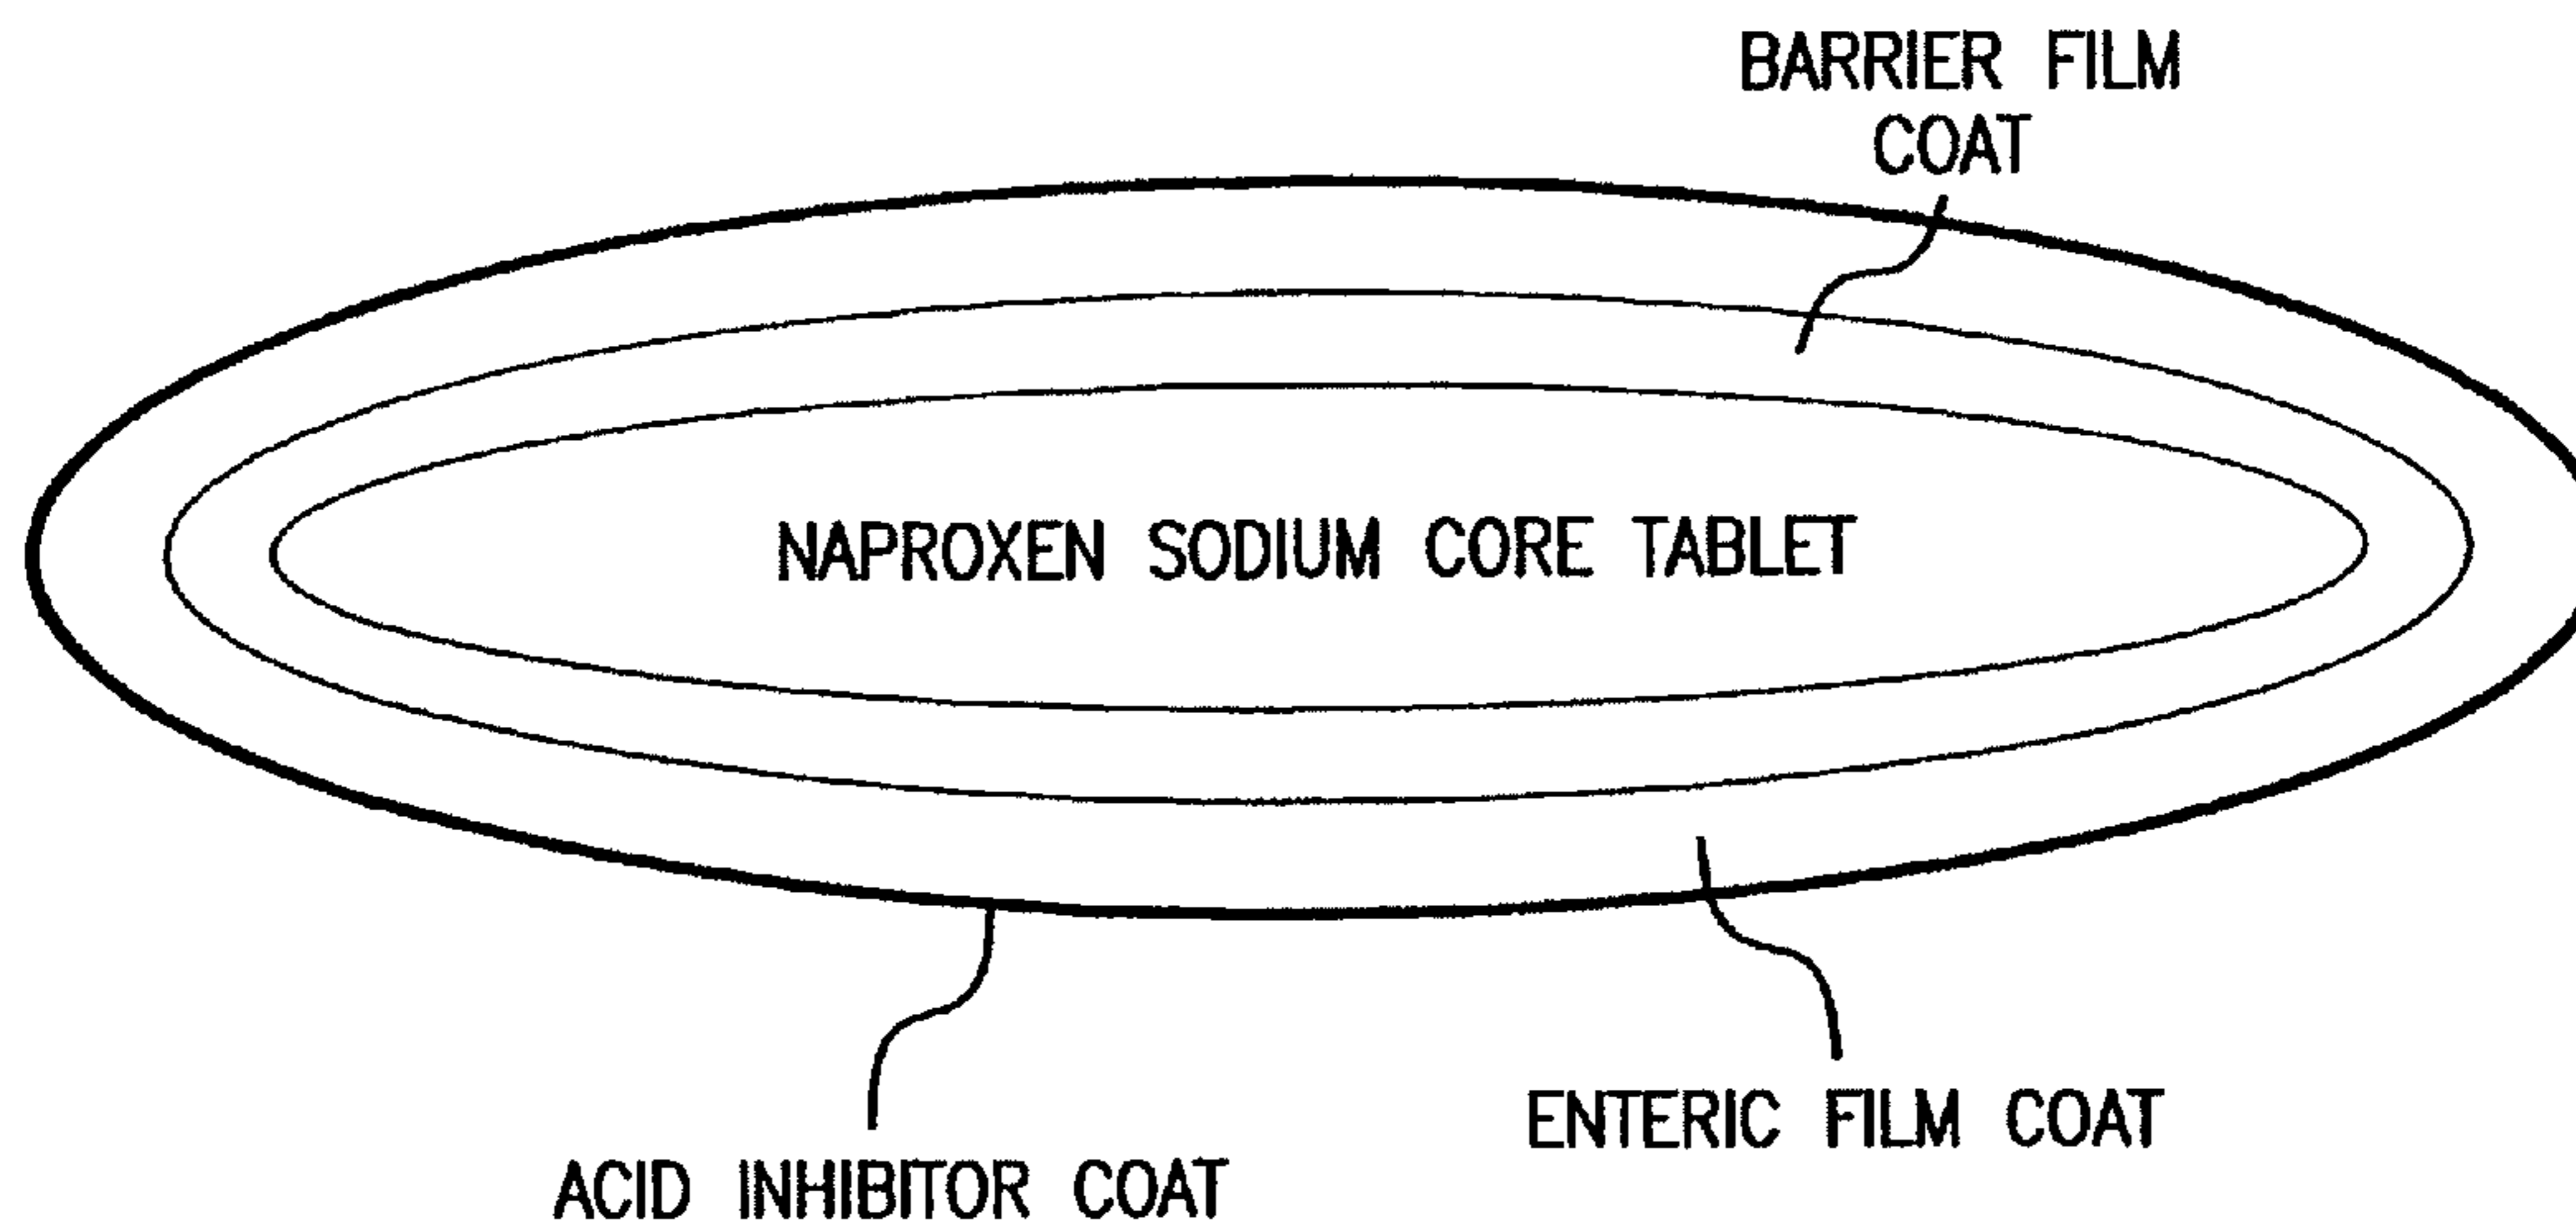 BARRIER FILM
COAT
NAPROXEN SODIUM CORE TABLET
ENTERIC FILM COAT
ACID INHIBITOR COAT